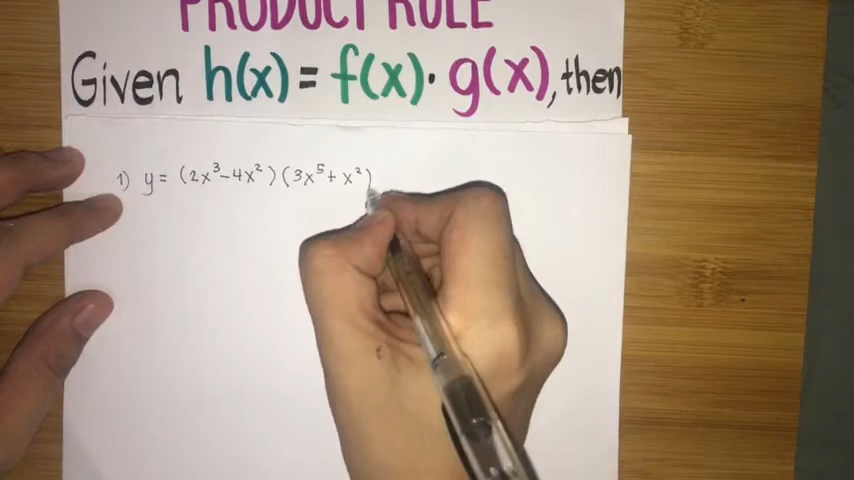 PRODUCT RULE
Given h(x) = f(x) · g(x), then
1) y = (2x³-4x²)(3x⁵+x²)